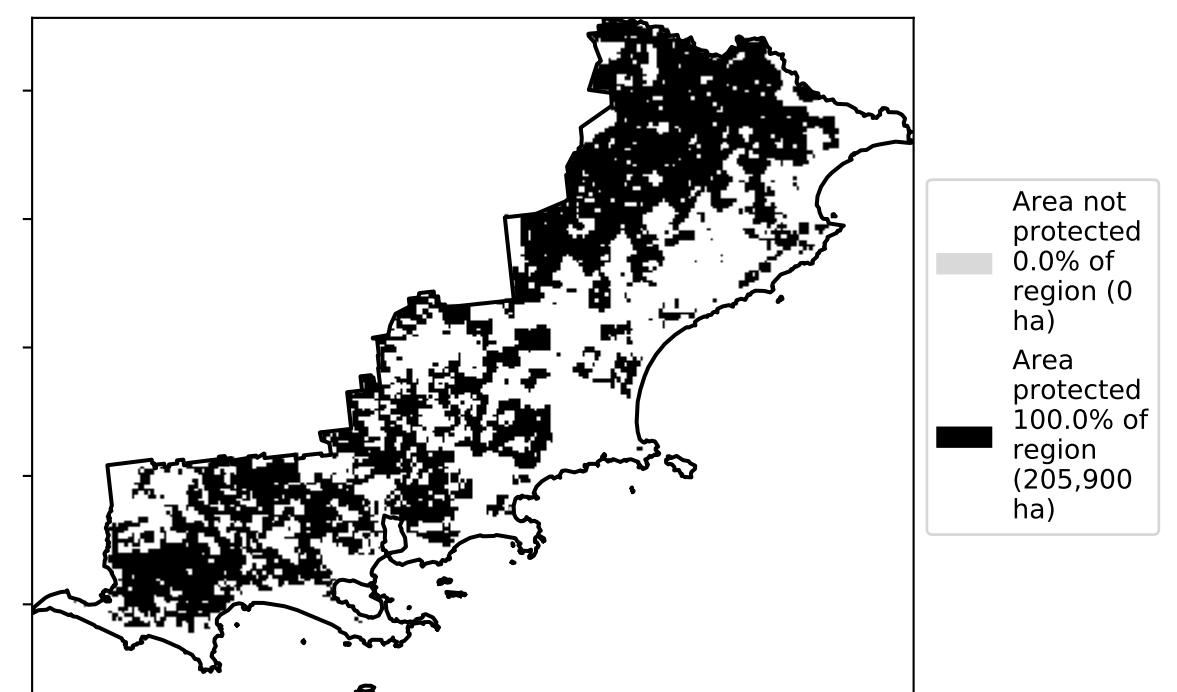 Area not
protected
0.0% of
region (0
ha)
Area
protected
100.0% of
region
(205,900
ha)